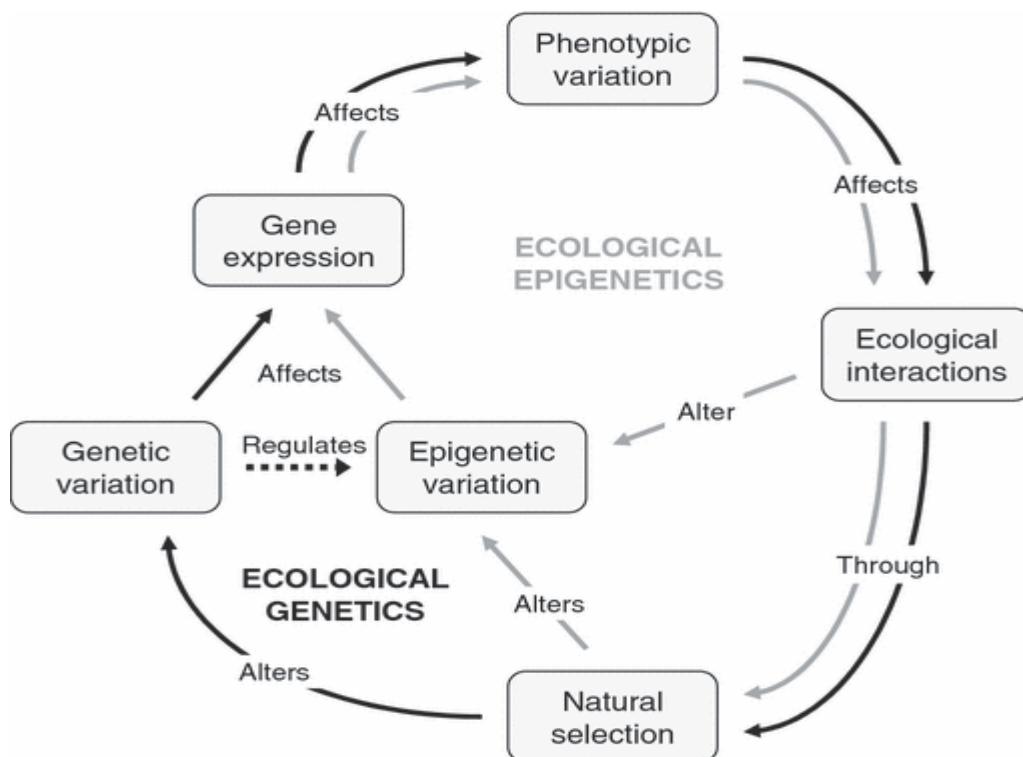 Phenotypic
variation
Affects
Affects
Gene
expression
ECOLOGICAL
EPIGENETICS
Ecological
interactions
Affects
Alter
Genetic
variation
Regulates
Epigenetic
variation
Through
ECOLOGICAL
GENETICS
Alters
Alters
Natural
selection